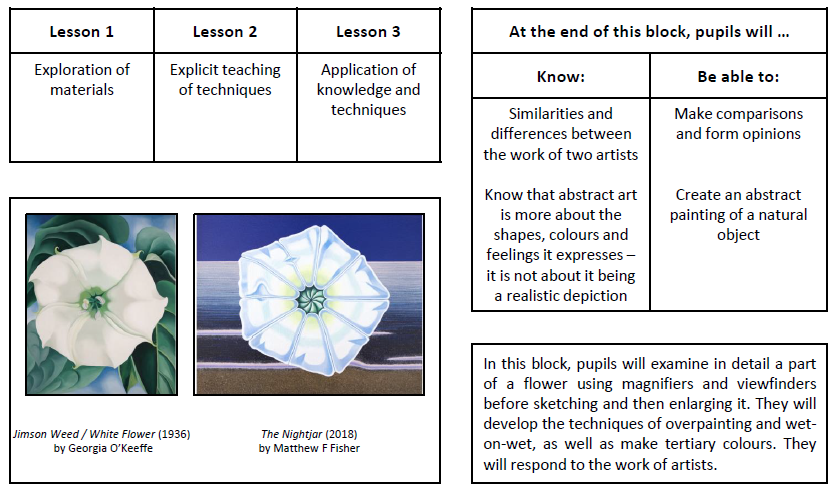 Lesson 1
Lesson 2
Lesson 3
Exploration of
materials
Explicit teaching
of techniques
Application of
knowledge and
techniques
Jimson Weed / White Flower (1936)
by Georgia O'Keeffe
The Nightjar (2018)
by Matthew F Fisher
At the end of this block, pupils will …
Know:
Be able to:
Similarities and
differences between
the work of two artists
Make comparisons
and form opinions
Know that abstract art
is more about the
shapes, colours and
feelings it expresses –
it is not about it being
a realistic depiction
Create an abstract
painting of a natural
object
In this block, pupils will examine in detail a part
of a flower using magnifiers and viewfinders
before sketching and then enlarging it. They will
develop the techniques of overpainting and wet-
on-wet, as well as make tertiary colours. They
will respond to the work of artists.